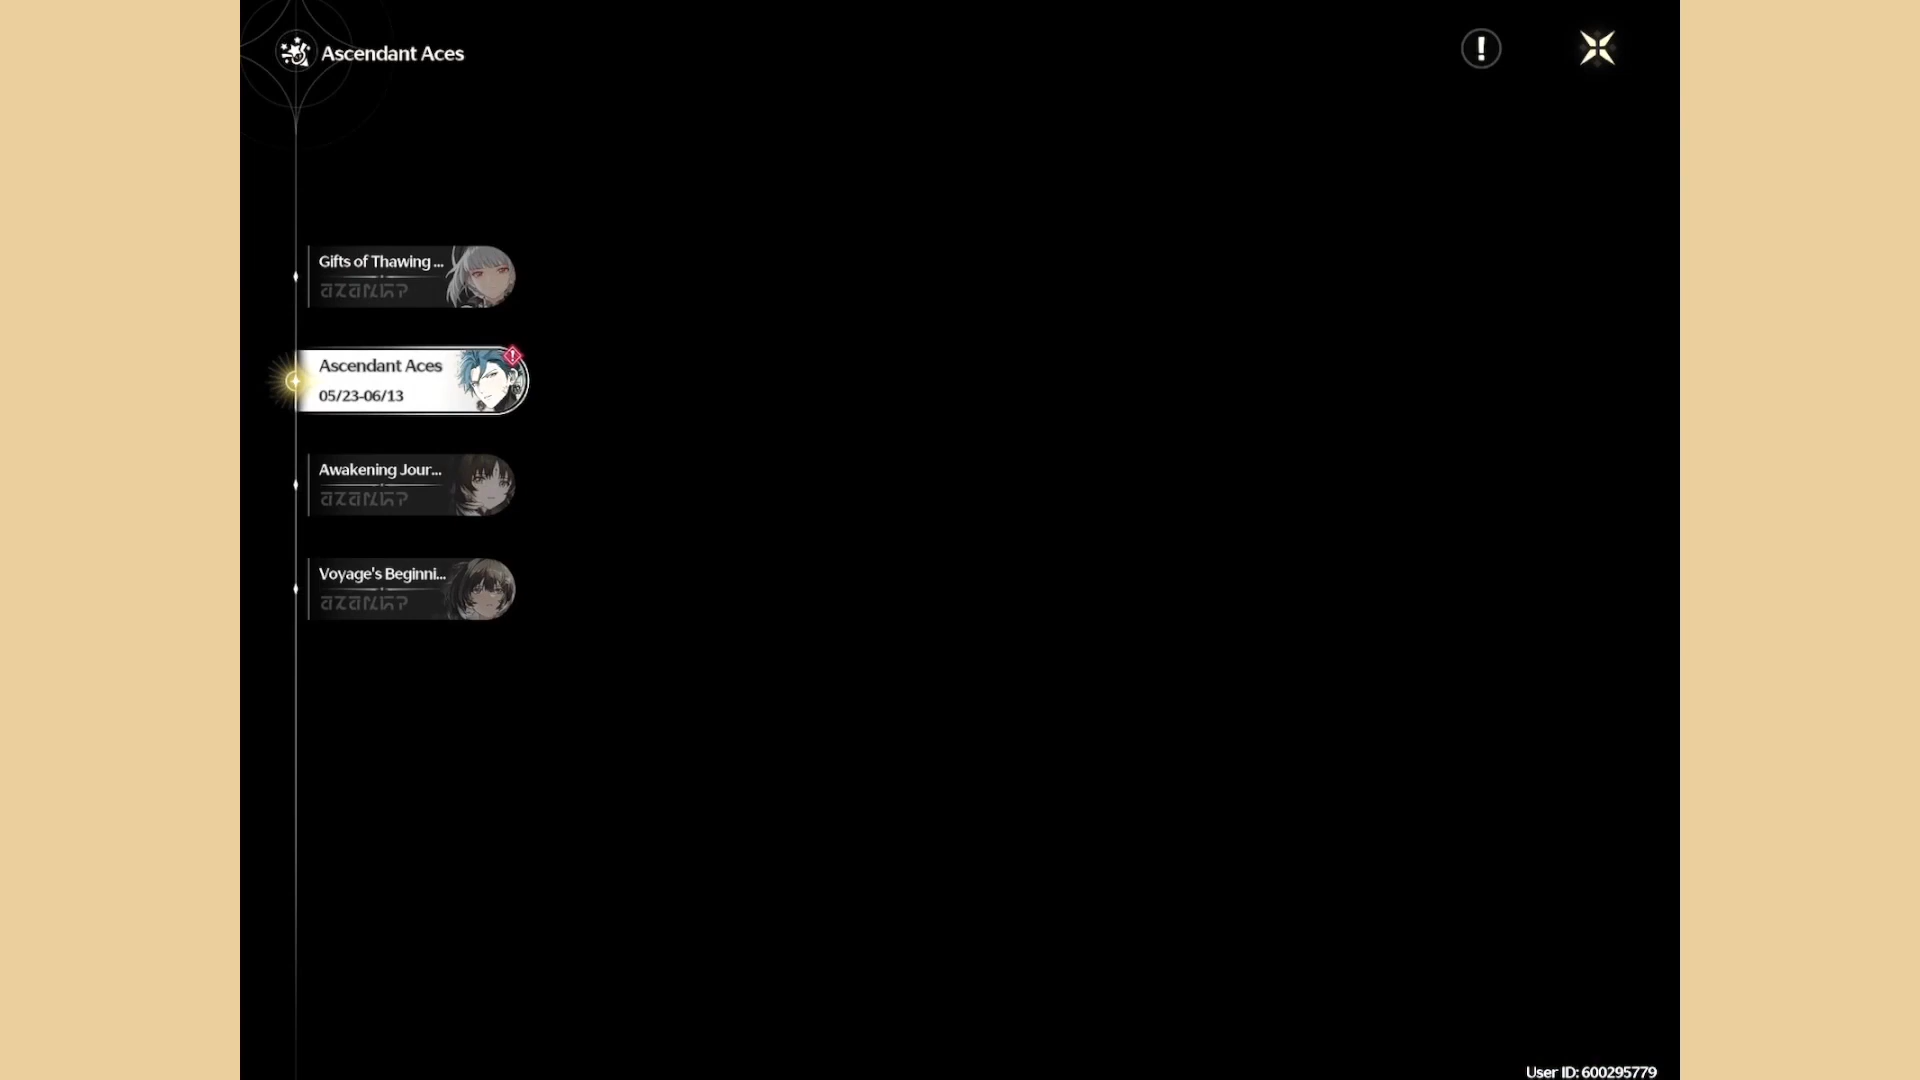 Ascendant Aces
Gifts of Thawing ...
Ascendant Aces
05/23-06/13
Awakening Jour...
Voyage's Beginni...
User ID: 600295779